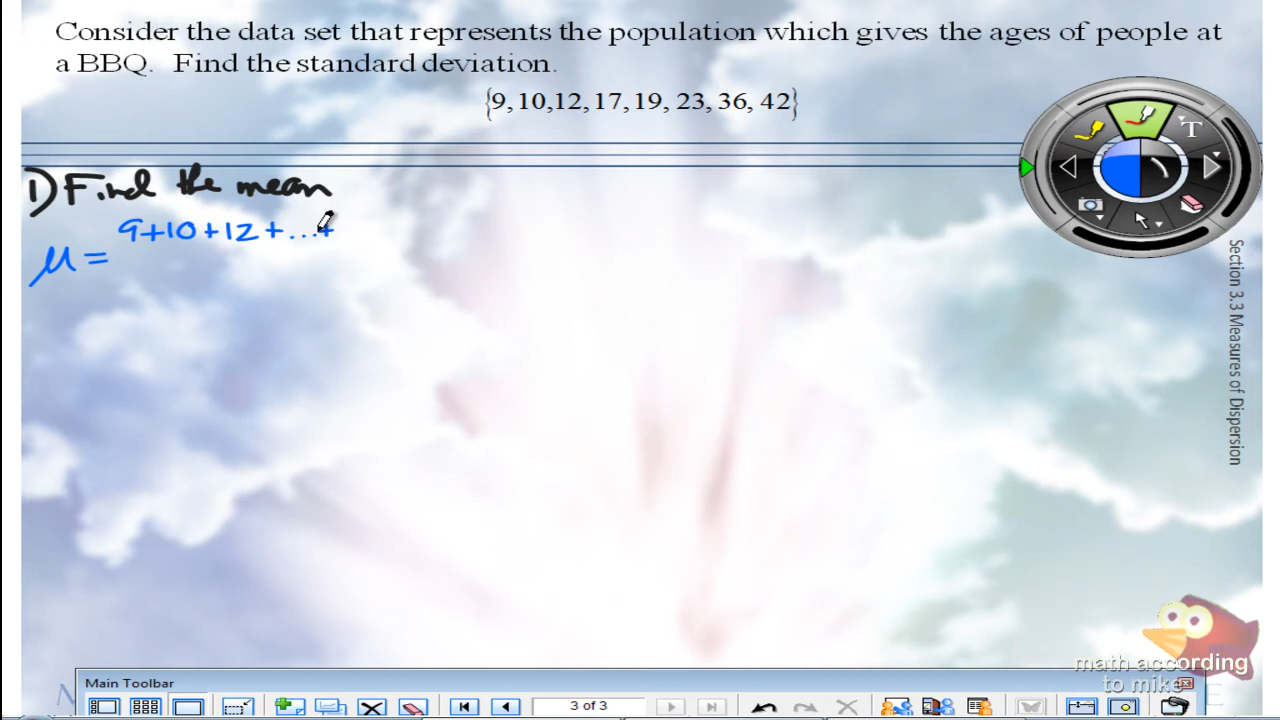 Consider the data set that represents the population which gives the ages of people at
a BBQ. Find the standard deviation.
{9, 10, 12, 17, 19, 23, 36, 42}
1) Find the mean
9+10+12+...+
μ =
T
Section 3.3 Measures of Dispersion
math according
to mike
Main Toolbar
3 of 3